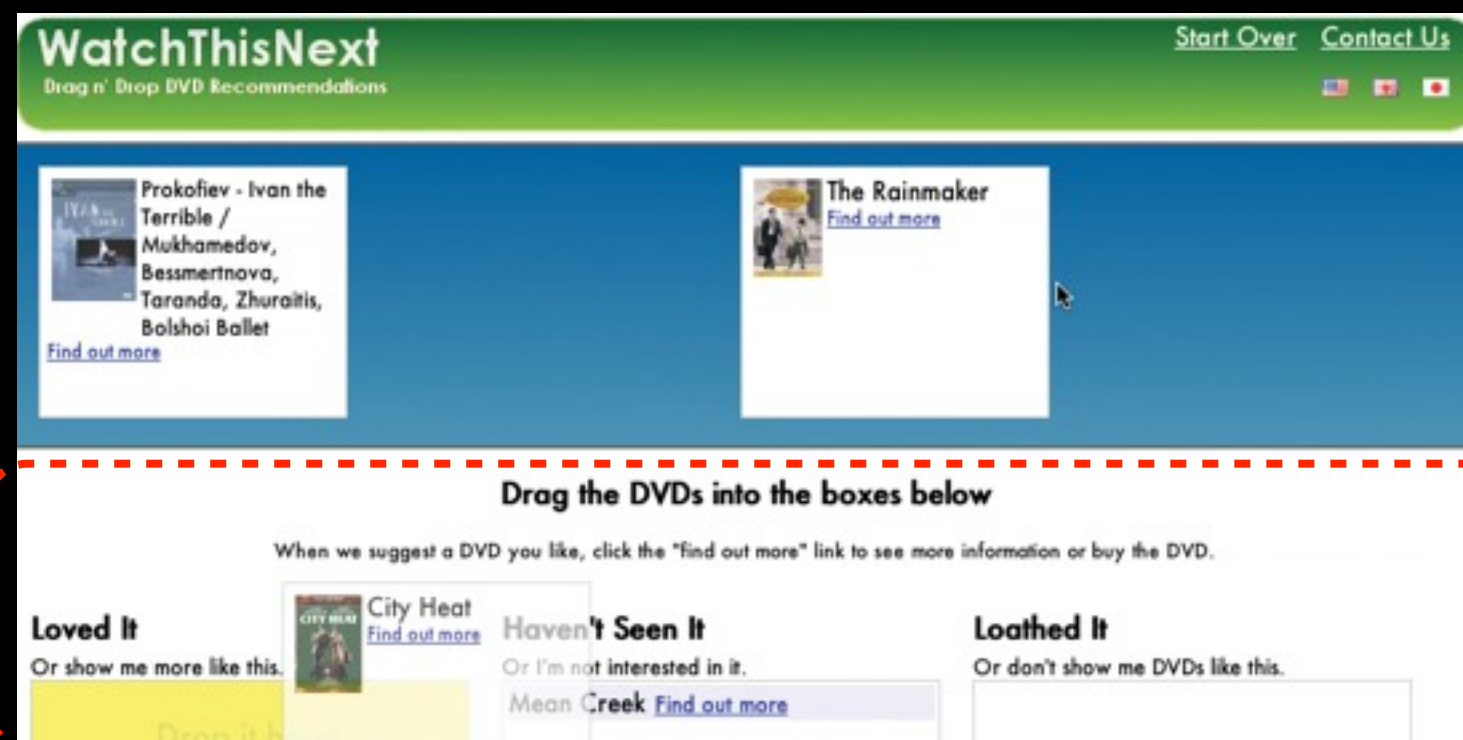 WatchThisNext
Drag n' Drop DVD Recommendations
Start Over Contact Us
Prokofiev - Ivan the
Terrible /
Mukhamedov,
Bessmertnova,
Taranda, Zhuraitis,
Bolshoi Ballet
Find out more
The Rainmaker
Find out more
Drag the DVDs into the boxes below
When we suggest a DVD you like, click the "find out more" link to see more information or buy the DVD.
City Heat
Find out more
Loved It
Or show me more like this.
Haven't Seen It
Or I'm not interested in it.
Mean Creek Find out more
Loathed It
Or don't show me DVDs like this.
Drop it